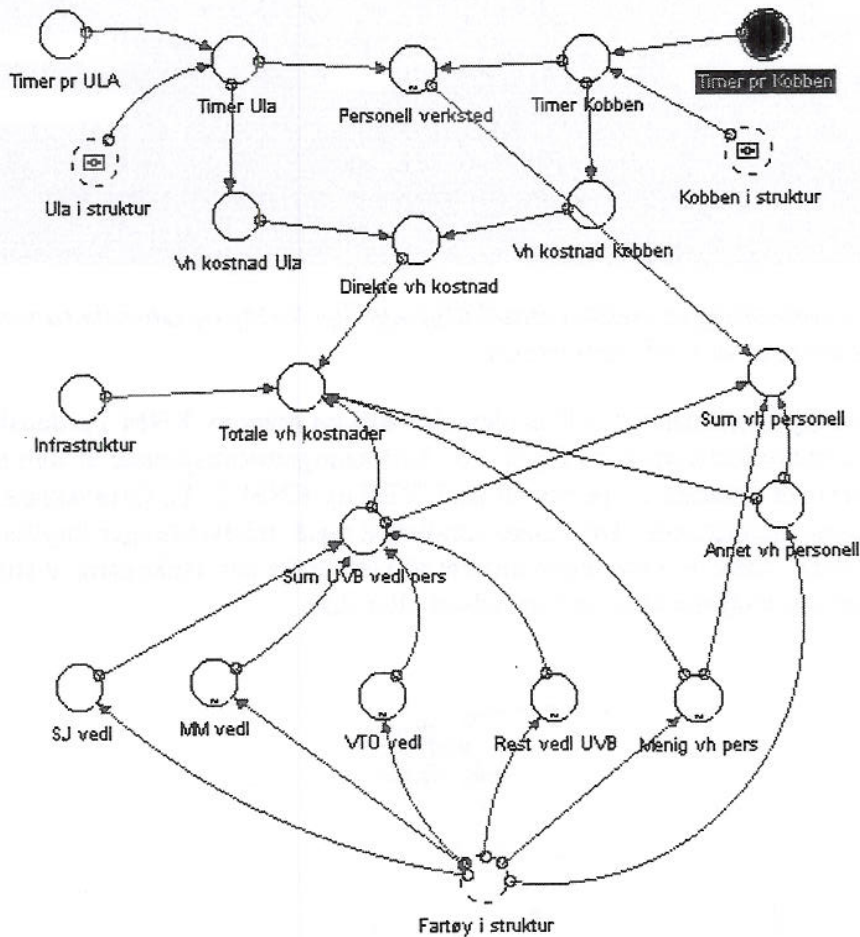 Timer pr ULA
Timer Ula
Personell verksted
Timer Kobben
Timer pr Kobben
Ula i struktur
Kobben i struktur
Vh kostnad Ula
Direkte vh kostnad
Vh kostnad Kobben
Infrastruktur
Totale vh kostnader
Sum vh personell
Sum UVB vedl pers
Annet vh personell
SJ vedl
MM vedl
VTO vedl
Rest vedl UVB
Menig vh pers
Fartøy i struktur